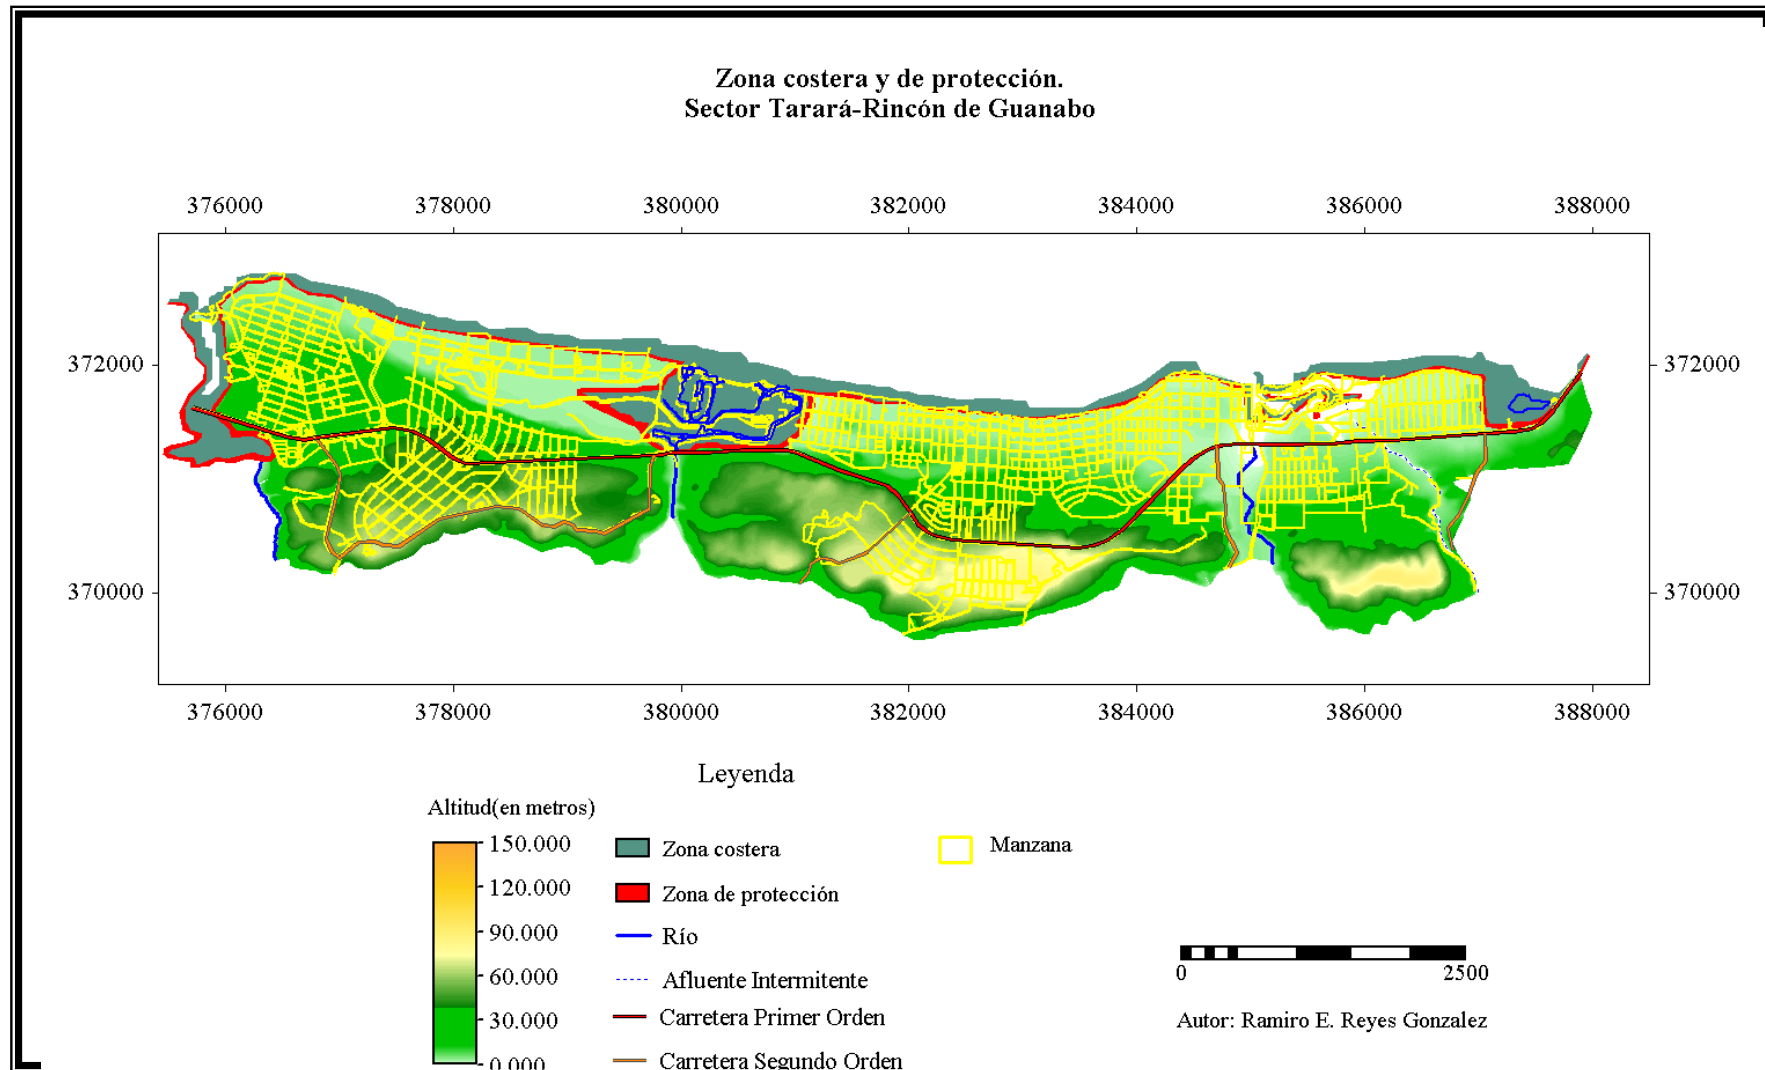 Zona costera y de protección.
Sector Tarará-Rincón de Guanabo
376000 378000 380000 382000 384000 386000 388000
372000 372000
370000 370000
376000 378000 380000 382000 384000 386000 388000
Leyenda
Altitud(en metros)
150.000
120.000
90.000
60.000
30.000
0.000
Zona costera
Zona de protección
Río
Afluente Intermitente
Carretera Primer Orden
Carretera Segundo Orden
Manzana
0 2500
Autor: Ramiro E. Reyes Gonzalez